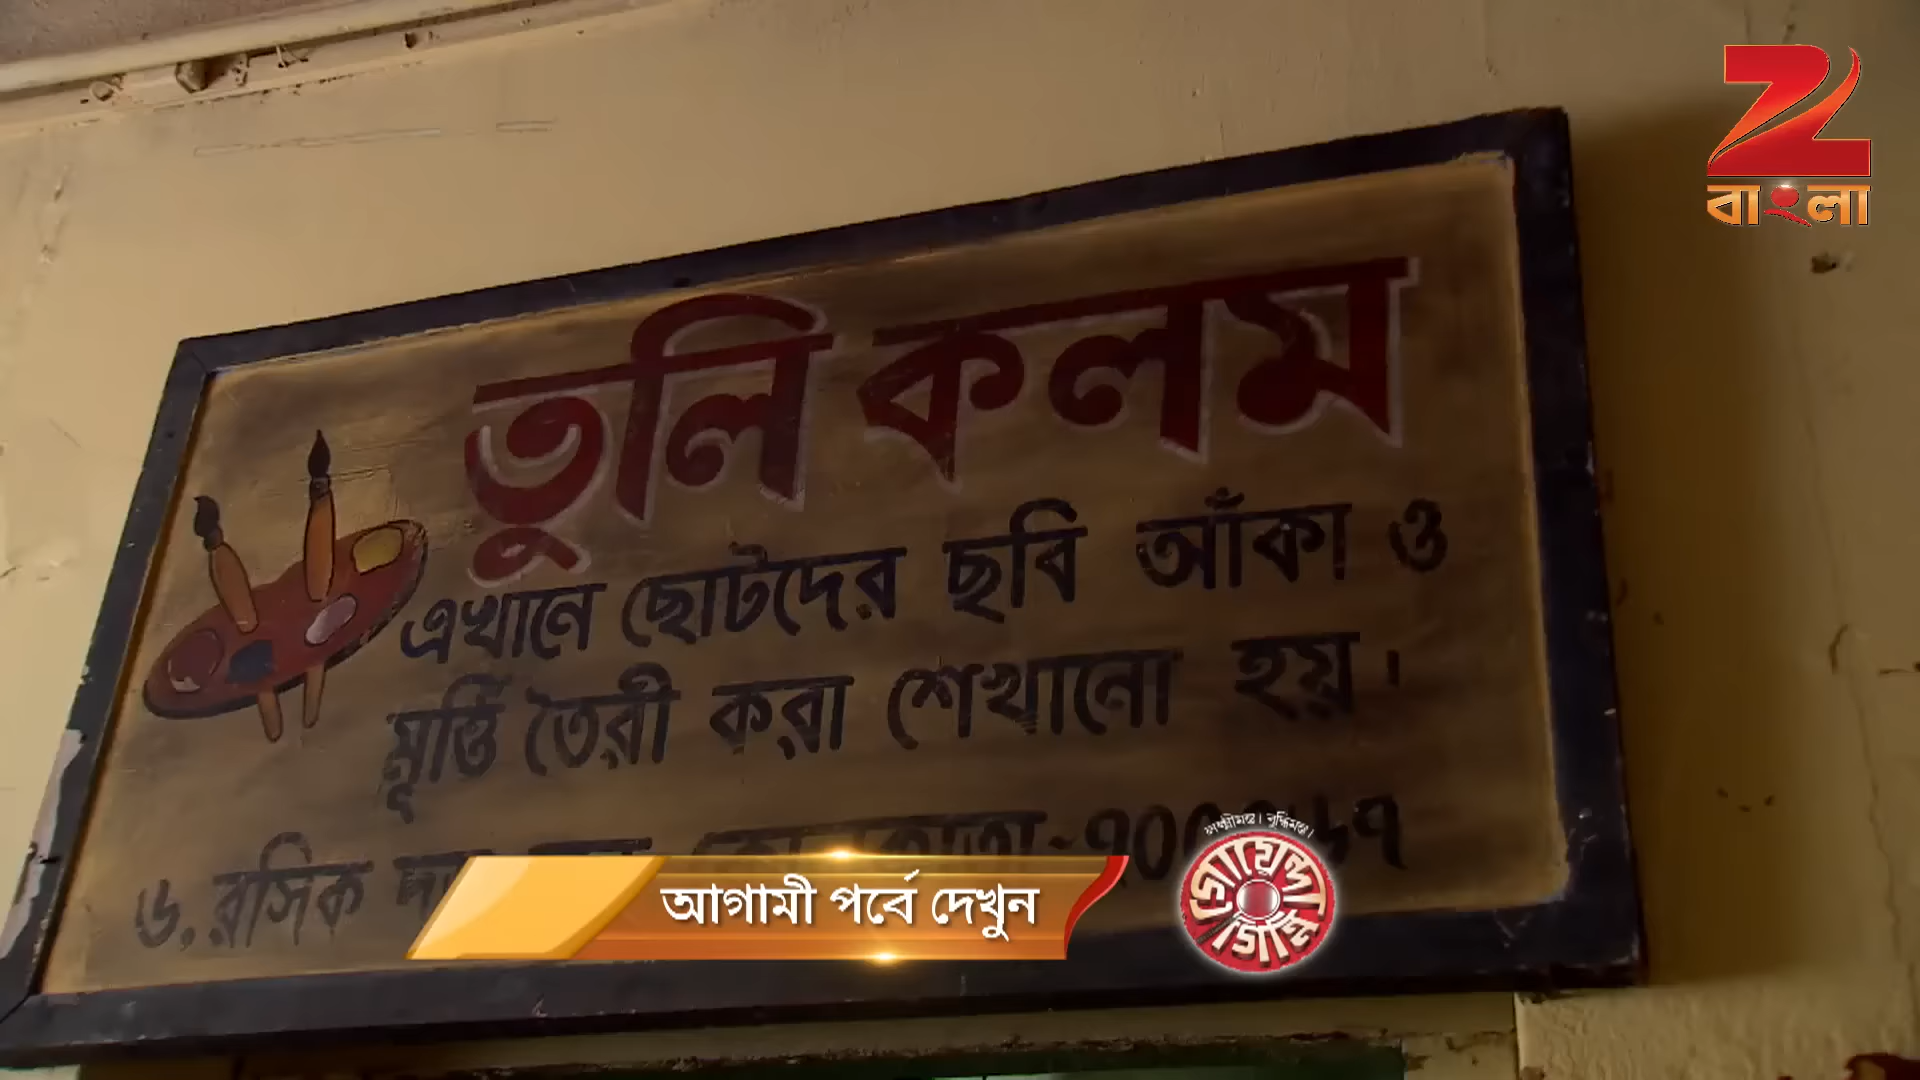 বাংলা
তুলি কলম
এখানে ছোটদের ছবি আঁকা ও
মূর্ত্তি তৈরী করা শেখানো হয়।
৬, রসিক
আগামী পর্বে দেখুন
গোয়েন্দা
গিন্নি